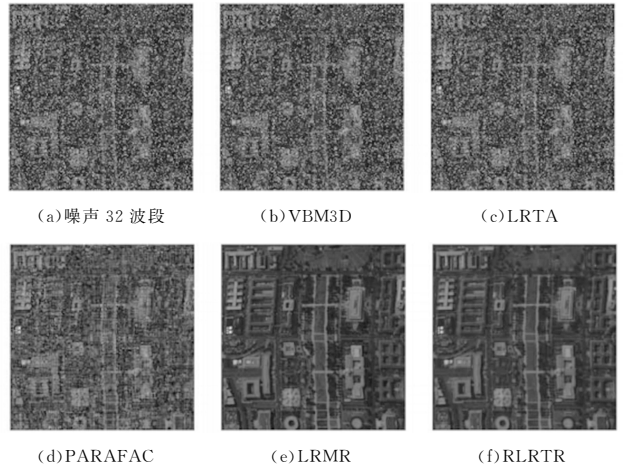 (a)噪声 32 波段
(b)VBM3D
(c)LRTA
(d)PARAFAC
(e)LRMR
(f)RLRTR